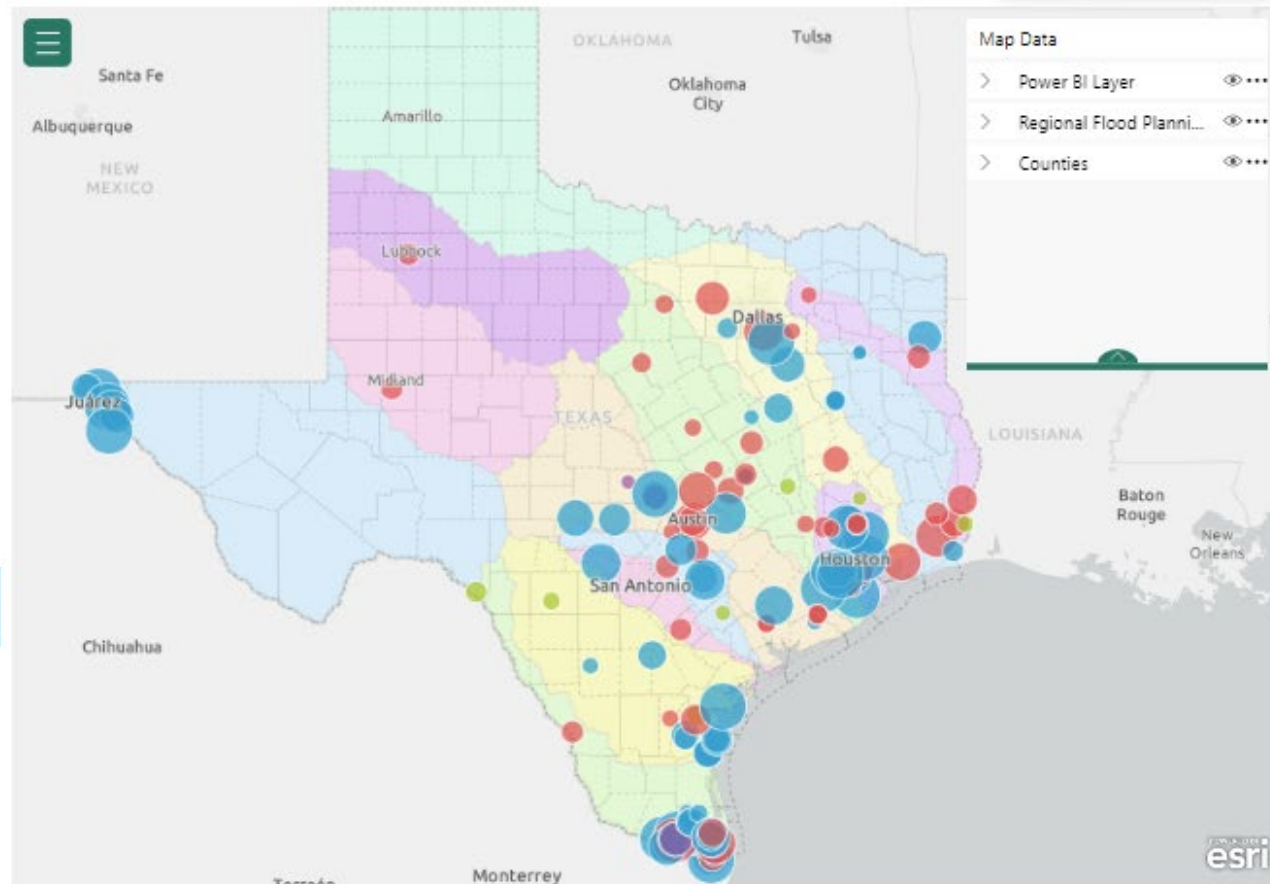 OKLAHOMA
Tulsa
Map Data
Santa Fe
Oklahoma
City
Power BI Layer
Albuquerque
Amarillo
Regional Flood Planni...
NEW
MEXICO
Counties
Lubbock
Dallas
Midland
Juárez
TEXAS
LOUISIANA
Baton
Rouge
Austin
New
Orleans
Houston
San Antonio
Chihuahua
esri
Monterrey
Torreón